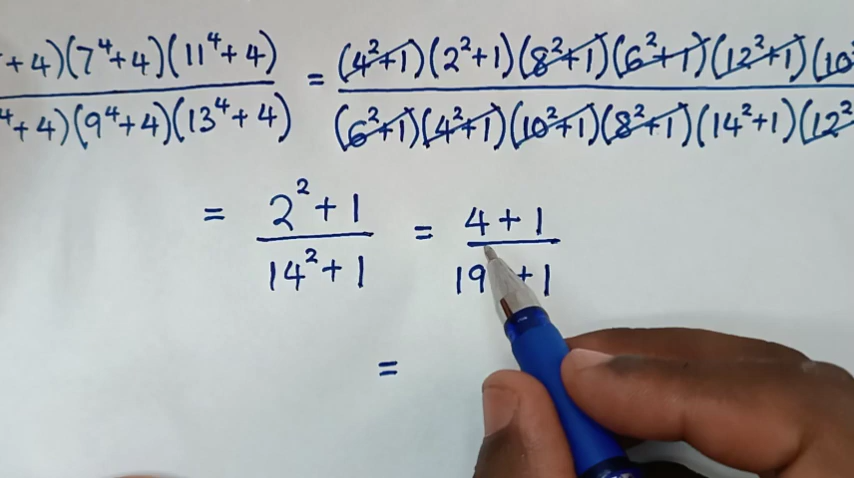 +4)(7⁴+4)(11⁴+4) = (4²+1)(2²+1)(8²+1)(6²+1)(12²+1)(10²
⁴+4)(9⁴+4)(13⁴+4) (6²+1)(4²+1)(10²+1)(8²+1)(14²+1)(12²
= 2²+1 = 4+1
14²+1 19 +1
=